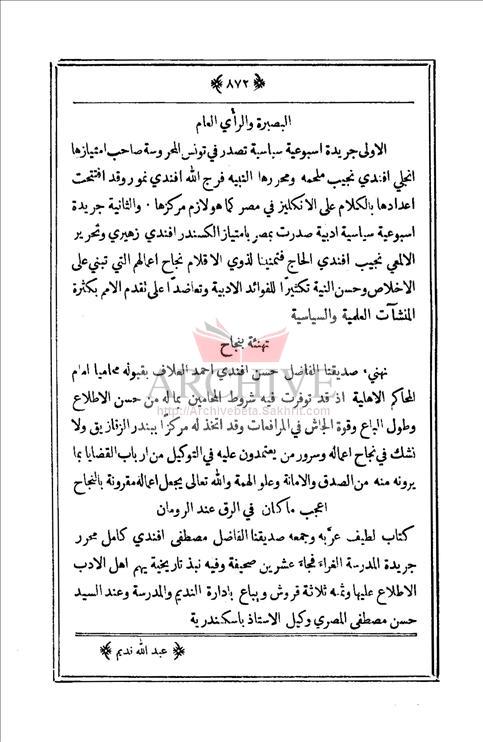 ٨٧٢
البصيرة والرأي العام
الاولى جريدة اسبوعية سياسية تصدر في تونس المحروسة صاحب امتيازها
انجلي افندي نجيب ملحمه ومحررها النبيه فرج الله افندي نمور وقد افتتحت
اعدادها بالكلام على الانكليز في مصر كما هو لازم مركزها ٠ والثانية جريدة
اسبوعية سياسية ادبية صدرت بمصر بامتياز الكسندر افندي زهيري وتحرير
الالمعي نجيب افندي الحاج فتمنينا لذوي الاقلام نجاح اعمالهم التي تبنى على
الاخلاص وحسن النية تكثيرًا للفوائد الادبية وتعاضدًا على تقدم الامم بكثرة
المنشآت العلمية والسياسية
تهنئة بنجاح
نهنيء صديقنا الفاضل حسن افندي احمد العلاف بقبوله محاميا امام
المحاكم الاهلية اذ قد توفرت فيه شروط المحامين بما له من حسن الاطلاع
وطول الباع وقوة الجاش في المرافعات وقد اتخذ له مركزًا ببندر الزقازيق ولا
نشك في نجاح اعماله وسرور من يعتمدون عليه في التوكيل من ارباب القضايا بما
يرونه منه من الصدق والامانة وعلو الهمة والله تعالى يجعل اعماله مقرونة بالنجاح
اعجب ما كان في الرق عند الرومان
كتاب لطيف عرَّبه وجمعه صديقنا الفاضل مصطفى افندي كامل محرر
جريدة المدرسة الغراء فجاء عشرين صحيفة وفيه نبذ تاريخية يهم اهل الادب
الاطلاع عليها وثمنه ثلاثة قروش ويباع بادارة النديم والمدرسة وعند السيد
حسن مصطفى المصري وكيل الاستاذ باسكندرية
عبد الله نديم
ARCHIVE
http://Archivebeta.Sakhrit.com